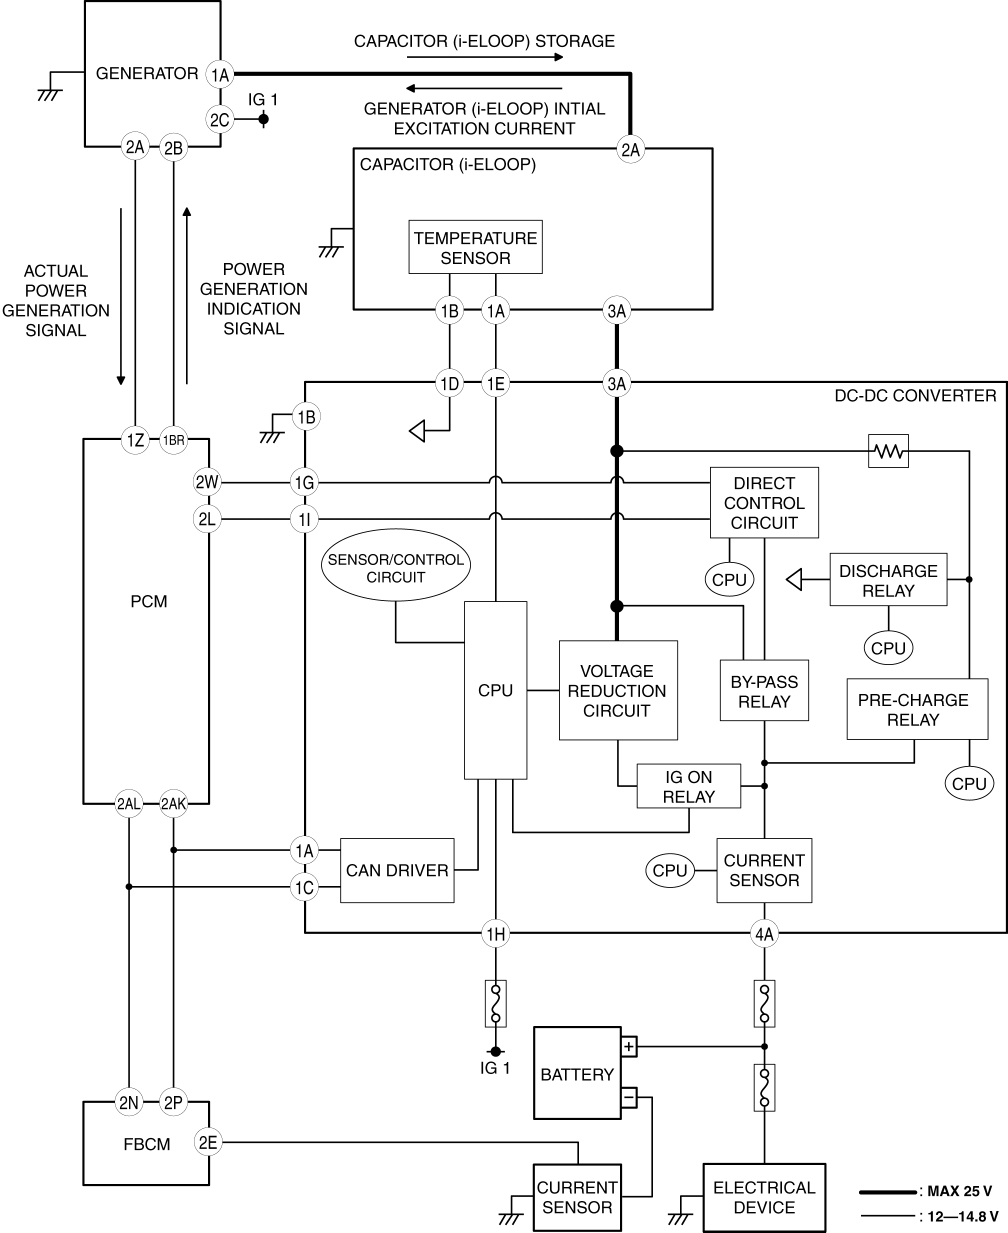 CAPACITOR (i-ELOOP) STORAGE
GENERATOR
1A
IG 1
GENERATOR (i-ELOOP) INTIAL
EXCITATION CURRENT
2C
2A
2B
2A
CAPACITOR (i-ELOOP)
TEMPERATURE
SENSOR
ACTUAL
POWER
GENERATION
SIGNAL
POWER
GENERATION
INDICATION
SIGNAL
1B
1A
3A
1D
1E
3A
DC-DC CONVERTER
1B
1Z
1BR
2W
1G
DIRECT
CONTROL
CIRCUIT
2L
1I
SENSOR/CONTROL
CIRCUIT
CPU
DISCHARGE
RELAY
PCM
CPU
CPU
VOLTAGE
REDUCTION
CIRCUIT
BY-PASS
RELAY
PRE-CHARGE
RELAY
IG ON
RELAY
CPU
2AL
2AK
1A
CAN DRIVER
CPU
CURRENT
SENSOR
1C
1H
4A
IG 1
BATTERY
+
−
2N
2P
FBCM
2E
CURRENT
SENSOR
ELECTRICAL
DEVICE
: MAX 25 V
: 12—14.8 V